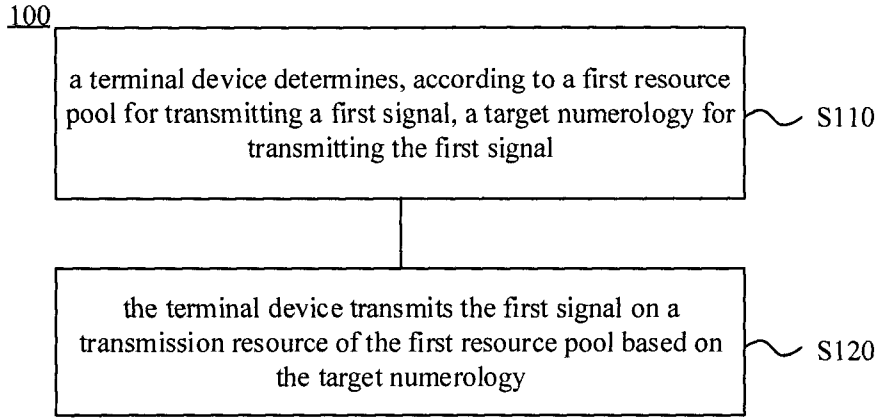 100
a terminal device determines, according to a first resource
pool for transmitting a first signal, a target numerology for
transmitting the first signal
S110
the terminal device transmits the first signal on a
transmission resource of the first resource pool based on
the target numerology
S120